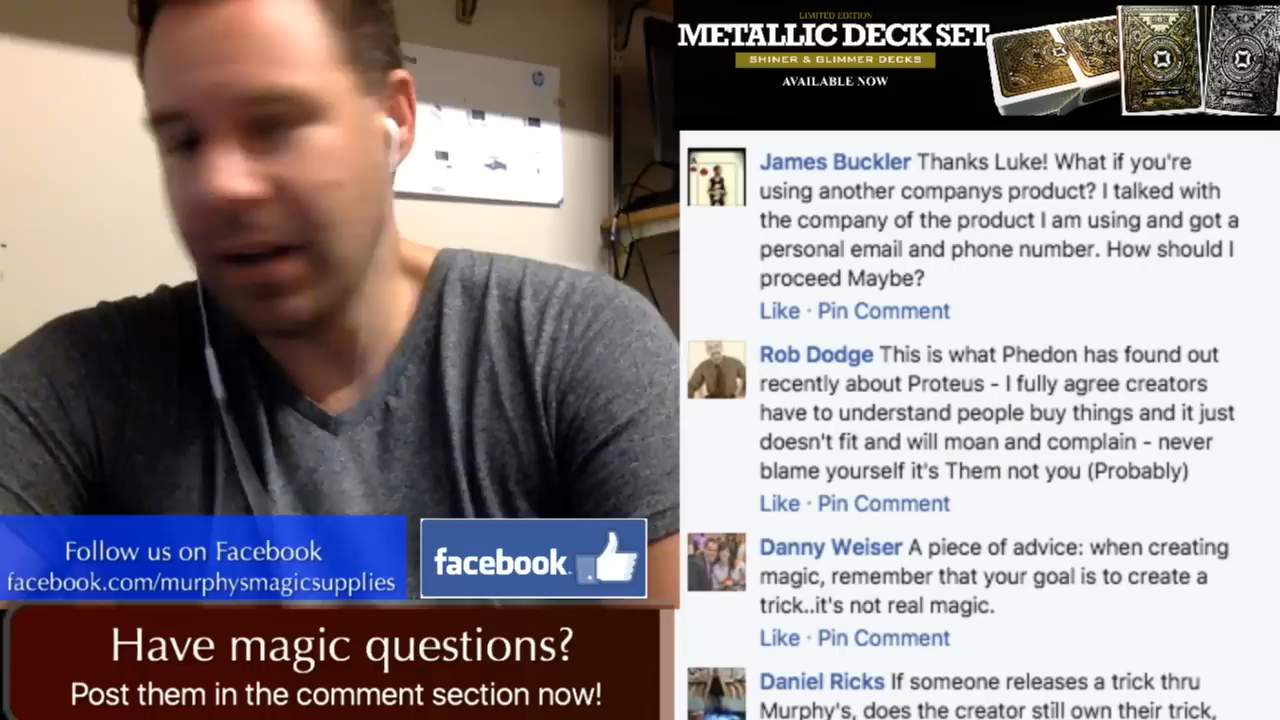 LIMITED EDITION
METALLIC DECK SET
SHINER & GLIMMER DECKS
AVAILABLE NOW
James Buckler Thanks Luke! What if you're
using another companys product? I talked with
the company of the product I am using and got a
personal email and phone number. How should I
proceed Maybe?
Like · Pin Comment
Rob Dodge This is what Phedon has found out
recently about Proteus - I fully agree creators
have to understand people buy things and it just
doesn't fit and will moan and complain - never
blame yourself it's Them not you (Probably)
Like · Pin Comment
Danny Weiser A piece of advice: when creating
magic, remember that your goal is to create a
trick..it's not real magic.
Like · Pin Comment
Daniel Ricks If someone releases a trick thru
Murphy's, does the creator still own their trick,
Follow us on Facebook
facebook.com/murphysmagicsupplies
facebook
Have magic questions?
Post them in the comment section now!
hp